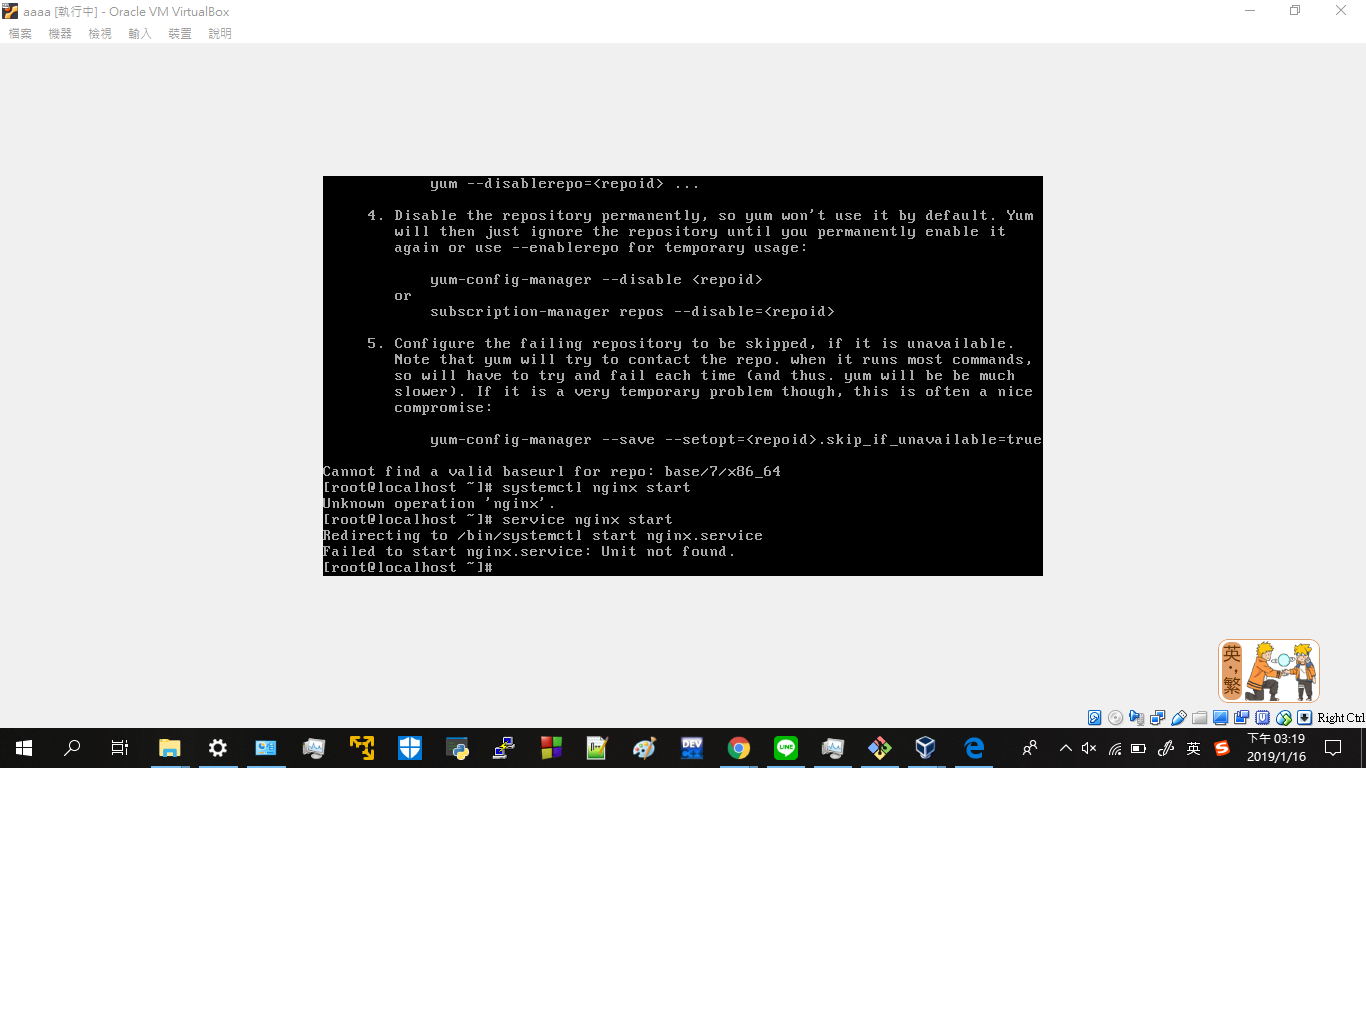 aaaa [執行中] - Oracle VM VirtualBox
檔案 機器 檢視 輸入 裝置 說明
yum --disablerepo=<repoid> ...
4. Disable the repository permanently, so yum won't use it by default. Yum
will then just ignore the repository until you permanently enable it
again or use --enablerepo for temporary usage:
yum-config-manager --disable <repoid>
or
subscription-manager repos --disable=<repoid>
5. Configure the failing repository to be skipped, if it is unavailable.
Note that yum will try to contact the repo. when it runs most commands,
so will have to try and fail each time (and thus. yum will be be much
slower). If it is a very temporary problem though, this is often a nice
compromise:
yum-config-manager --save --setopt=<repoid>.skip_if_unavailable=true
Cannot find a valid baseurl for repo: base/7/x86_64
[root@localhost ~]# systemctl nginx start
Unknown operation 'nginx'.
[root@localhost ~]# service nginx start
Redirecting to /bin/systemctl start nginx.service
Failed to start nginx.service: Unit not found.
[root@localhost ~]#
英
·,
繁
Right Ctrl
DEV
LINE
英
下午 03:19
2019/1/16